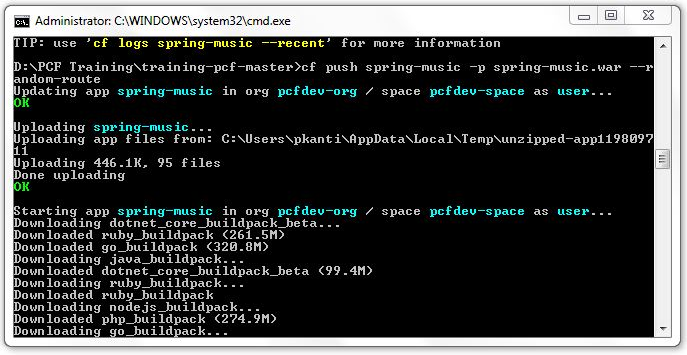 Administrator: C:\WINDOWS\system32\cmd.exe
TIP: use 'cf logs spring-music --recent' for more information
D:\PCF Training\training-pcf-master>cf push spring-music -p spring-music.war --r
andom-route
Updating app spring-music in org pcfdev-org / space pcfdev-space as user...
OK
Uploading spring-music...
Uploading app files from: C:\Users\pkanti\AppData\Local\Temp\unzipped-app1198097
11
Uploading 446.1K, 95 files
Done uploading
OK
Starting app spring-music in org pcfdev-org / space pcfdev-space as user...
Downloading dotnet_core_buildpack_beta...
Downloaded ruby_buildpack (261.5M)
Downloaded go_buildpack (320.8M)
Downloading java_buildpack...
Downloaded dotnet_core_buildpack_beta (99.4M)
Downloading ruby_buildpack...
Downloaded ruby_buildpack
Downloading nodejs_buildpack...
Downloaded php_buildpack (274.9M)
Downloading go_buildpack...